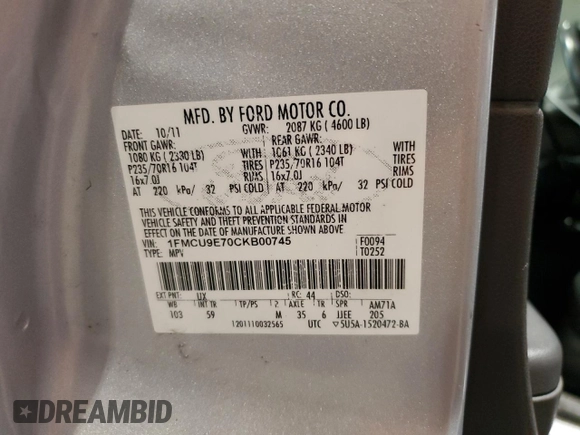 MFD. BY FORD MOTOR CO.
DATE: 10/11 GVWR: 2087 KG ( 4600 LB)
FRONT GAWR: REAR GAWR:
1080 KG ( 2380 LB) WITH 1061 KG ( 2340 LB) WITH
P235/70R16 104T TIRES P235/70R16 104T TIRES
16x7.0J RIMS 16x7.0J RIMS
AT 220 kPa/ 32 PSI COLD AT 220 kPa/ 32 PSI COLD
THIS VEHICLE CONFORMS TO ALL APPLICABLE FEDERAL MOTOR
VEHICLE SAFETY AND THEFT PREVENTION STANDARDS IN
EFFECT ON THE DATE OF MANUFACTURE SHOWN ABOVE.
VIN: 1FMCU9E70CKB00745 F0094
TYPE: MPV T0252
EXT PNT: UX RC: 44 DSO:
WB INT TR TP/PS 2 AXLE TR SPR AM71A
103 59 M 35 6 JJEE 205
1201110032565 UTC ▽5U5A-1520472-BA
DREAMBID